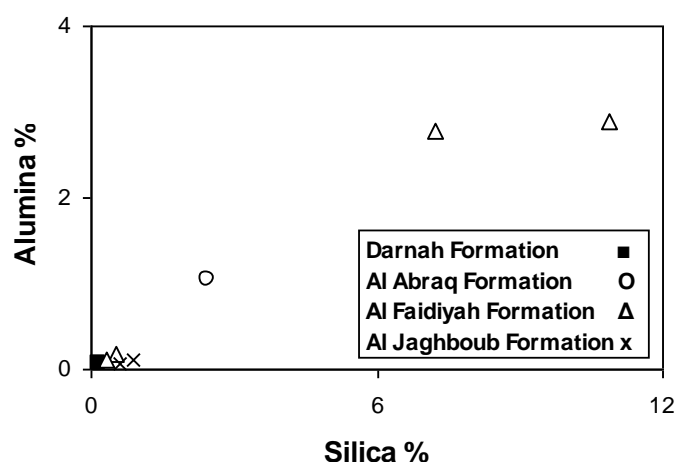 4
Alumina %
2
Darnah Formation ■
Al Abraq Formation O
Al Faidiyah Formation Δ
Al Jaghboub Formation x
0
0 6 12
Silica %